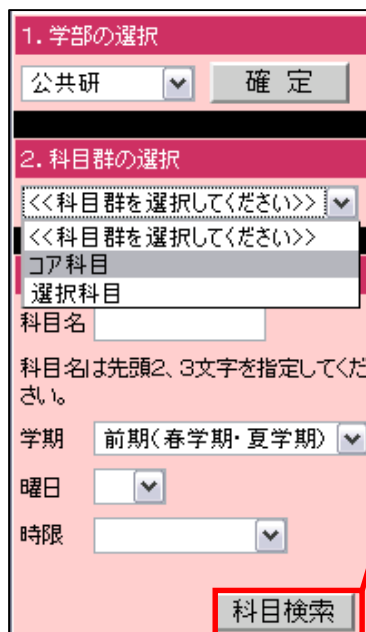 1. 学部の選択
公共研
確 定
2. 科目群の選択
<<科目群を選択してください>>
<<科目群を選択してください>>
コア科目
選択科目
科目名
科目名は先頭2、3文字を指定してくだ
さい。
学期 前期(春学期・夏学期)
曜日
時限
科目検索